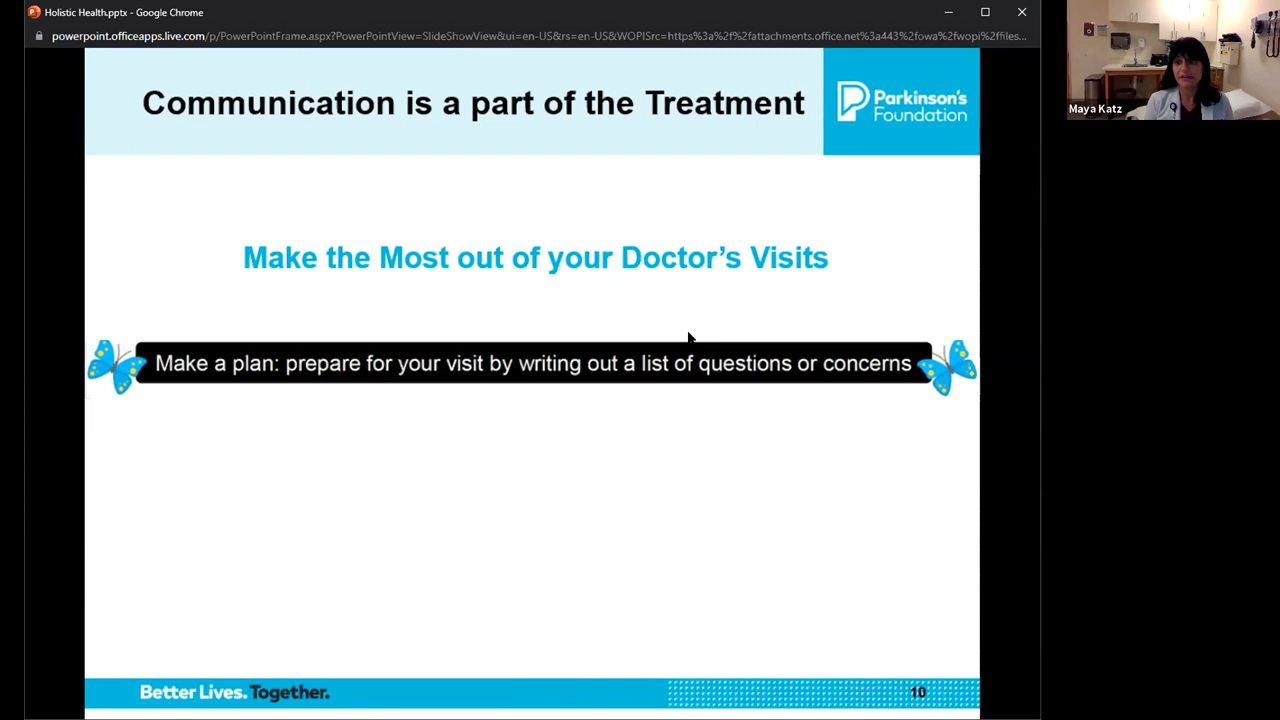 Holistic Health.pptx - Google Chrome
powerpoint.officeapps.live.com/p/PowerPointFrame.aspx?PowerPointView=SlideShowView&ui=en-US&rs=en-US&WOPISrc=https%3a%2f%2fattachments.office.net%3a443%2fowa%2fwopi%2ffiles...
Communication is a part of the Treatment
Parkinson's
Foundation
Maya Katz
Make the Most out of your Doctor’s Visits
Make a plan: prepare for your visit by writing out a list of questions or concerns
Better Lives. Together.
10